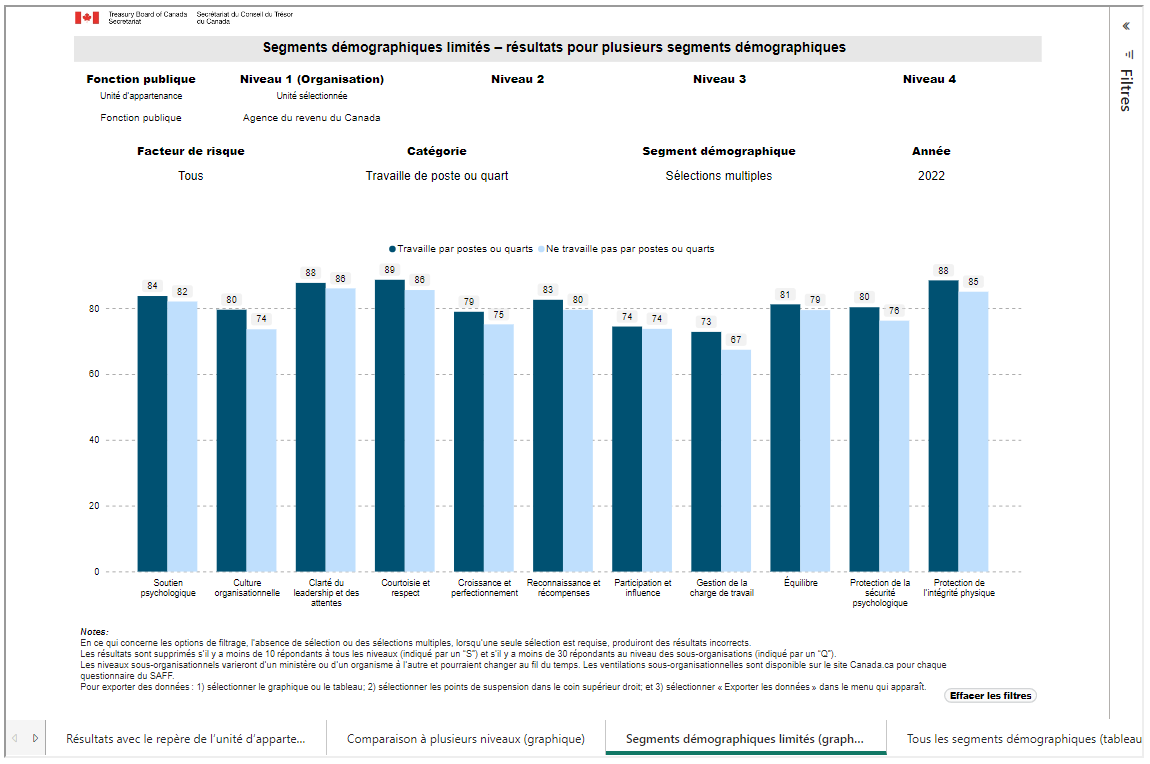 Treasury Board of Canada Secrétariat du Conseil du Trésor
Secretariat du Canada
Segments démographiques limités – résultats pour plusieurs segments démographiques
Fonction publique Niveau 1 (Organisation) Niveau 2 Niveau 3 Niveau 4
Unité d'appartenance Unité sélectionnée
Fonction publique Agence du revenu du Canada
Filtres
Facteur de risque Catégorie Segment démographique Année
Tous Travaille de poste ou quart Sélections multiples 2022
Travaille par postes ou quarts Ne travaille pas par postes ou quarts
84 82 80 74 88 86 89 86 79 75 83 80 74 74 73 67 81 79 80 76 88 85
80
60
40
20
0
Soutien psychologique
Culture organisationnelle
Clarté du leadership et des attentes
Courtoisie et respect
Croissance et perfectionnement
Reconnaissance et récompenses
Participation et influence
Gestion de la charge de travail
Équilibre
Protection de la sécurité psychologique
Protection de l'intégrité physique
Notes:
En ce qui concerne les options de filtrage, l'absence de sélection ou des sélections multiples, lorsqu'une seule sélection est requise, produiront des résultats incorrects.
Les résultats sont supprimés s'il y a moins de 10 répondants à tous les niveaux (indiqué par un "S") et s'il y a moins de 30 répondants au niveau des sous-organisations (indiqué par un "Q").
Les niveaux sous-organisationnels varieront d'un ministère ou d'un organisme à l'autre et pourraient changer au fil du temps. Les ventilations sous-organisationnelles sont disponible sur le site Canada.ca pour chaque
questionnaire du SAFF.
Pour exporter des données : 1) sélectionner le graphique ou le tableau; 2) sélectionner les points de suspension dans le coin supérieur droit; et 3) sélectionner « Exporter les données » dans le menu qui apparaît.
Effacer les filtres
Résultats avec le repère de l'unité d'apparte... Comparaison à plusieurs niveaux (graphique) Segments démographiques limités (graph... Tous les segments démographiques (tableau